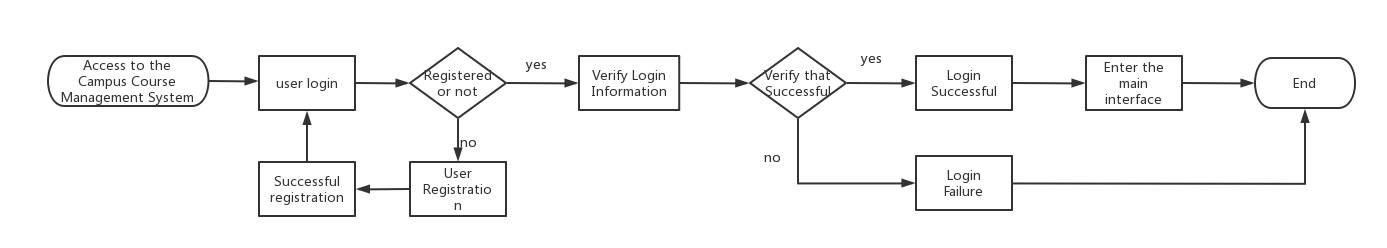 Access to the
Campus Course
Management System
user login
Registered
or not
yes
Verify Login
Information
Verify that
Successful
yes
Login
Successful
Enter the
main
interface
End
no
Successful
registration
User
Registratio
n
no
Login
Failure